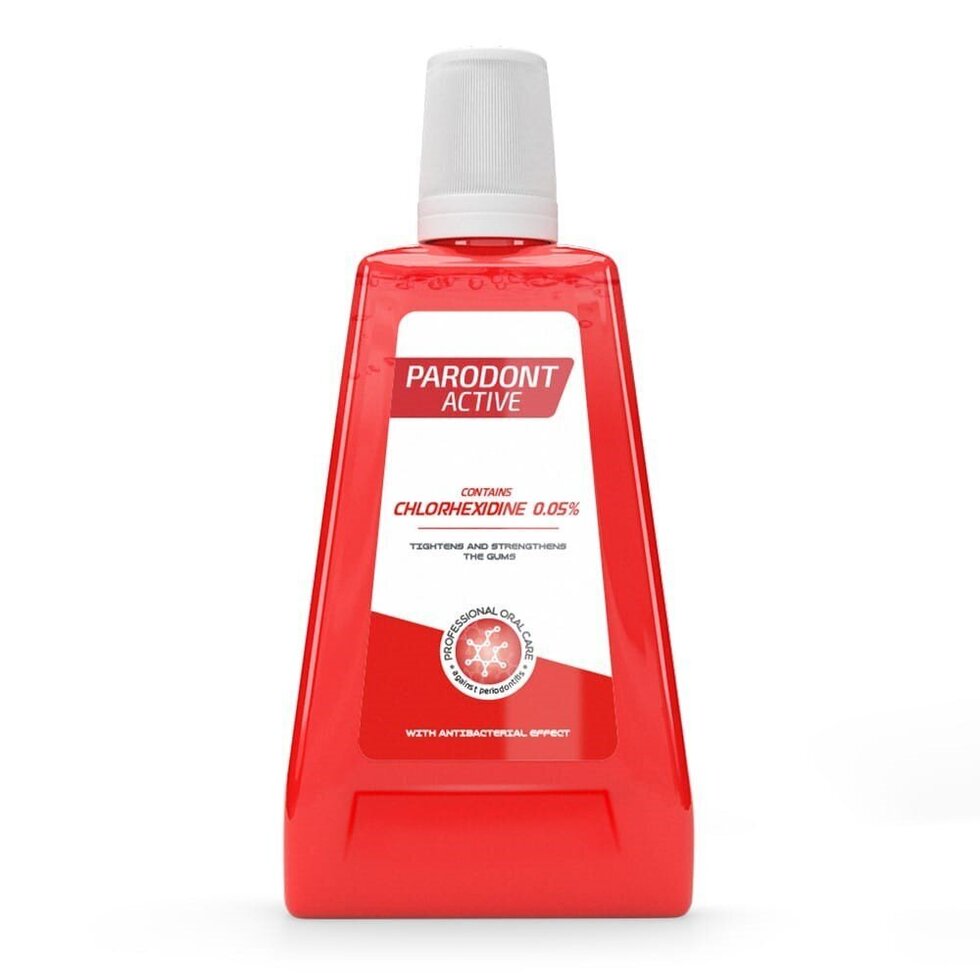 PARODONT
ACTIVE
CONTAINS
CHLORHEXIDINE 0.05%
TIGHTENS AND STRENGTHENS
THE GUMS
PROFESSIONAL ORAL CARE
• against periodontitis •
WITH ANTIBACTERIAL EFFECT